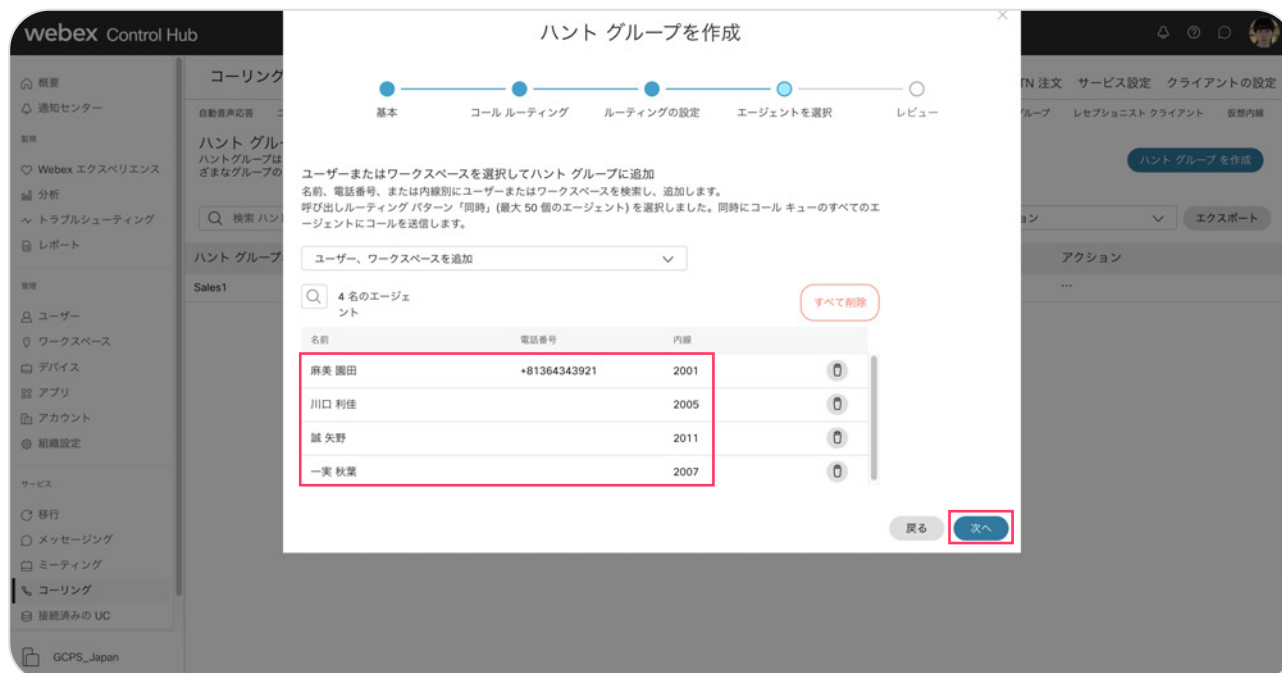 webex Control Hub
概要
通知センター
監視
Webex エクスペリエンス
分析
トラブルシューティング
レポート
管理
ユーザー
ワークスペース
デバイス
アプリ
アカウント
組織設定
サービス
移行
メッセージング
ミーティング
コーリング
接続済みの UC
GCPS_Japan
コーリング
TN 注文 サービス設定 クライアントの設定
自動音声応答
グループ レセプショニスト クライアント 仮想内線
ハント グルー
ハントグループは
ざまなグループの
ハント グループ を作成
検索 ハン
ョン
エクスポート
ハント グループ
アクション
Sales1
...
ハント グループを作成
基本 コール ルーティング ルーティングの設定 エージェントを選択 レビュー
ユーザーまたはワークスペースを選択してハント グループに追加
名前、電話番号、または内線別にユーザーまたはワークスペースを検索し、追加します。
呼び出しルーティング パターン「同時」(最大 50 個のエージェント) を選択しました。同時にコール キューのすべてのエ
ージェントにコールを送信します。
ユーザー、ワークスペースを追加
4 名のエージェ
ント
すべて削除
名前 電話番号 内線
麻美 園田 +81364343921 2001
川口 利佳 2005
誠 矢野 2011
一実 秋葉 2007
戻る 次へ